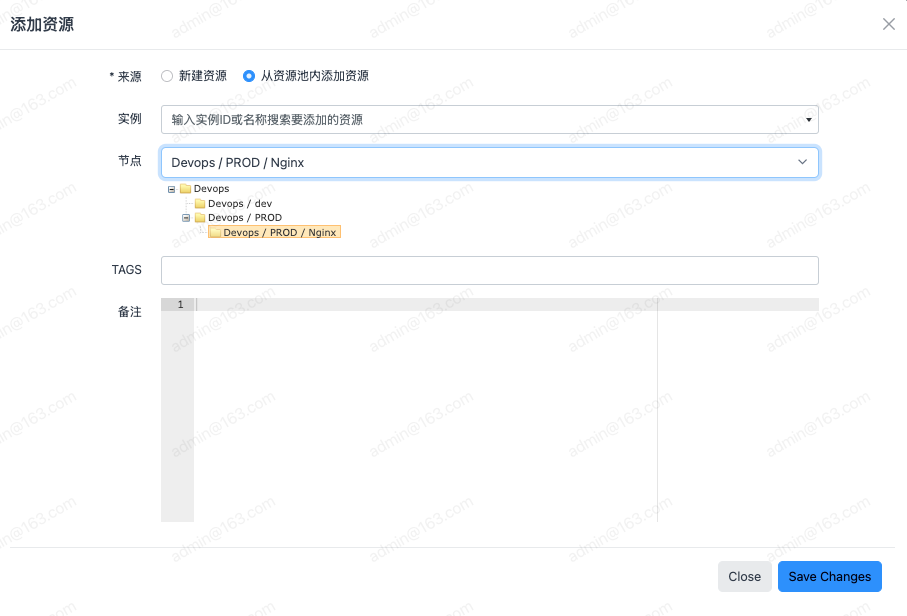 添加资源
* 来源 新建资源 从资源池内添加资源
实例 输入实例ID或名称搜索要添加的资源
节点 Devops / PROD / Nginx
Devops
Devops / dev
Devops / PROD
Devops / PROD / Nginx
TAGS
备注 1
Close Save Changes
admin@163.com